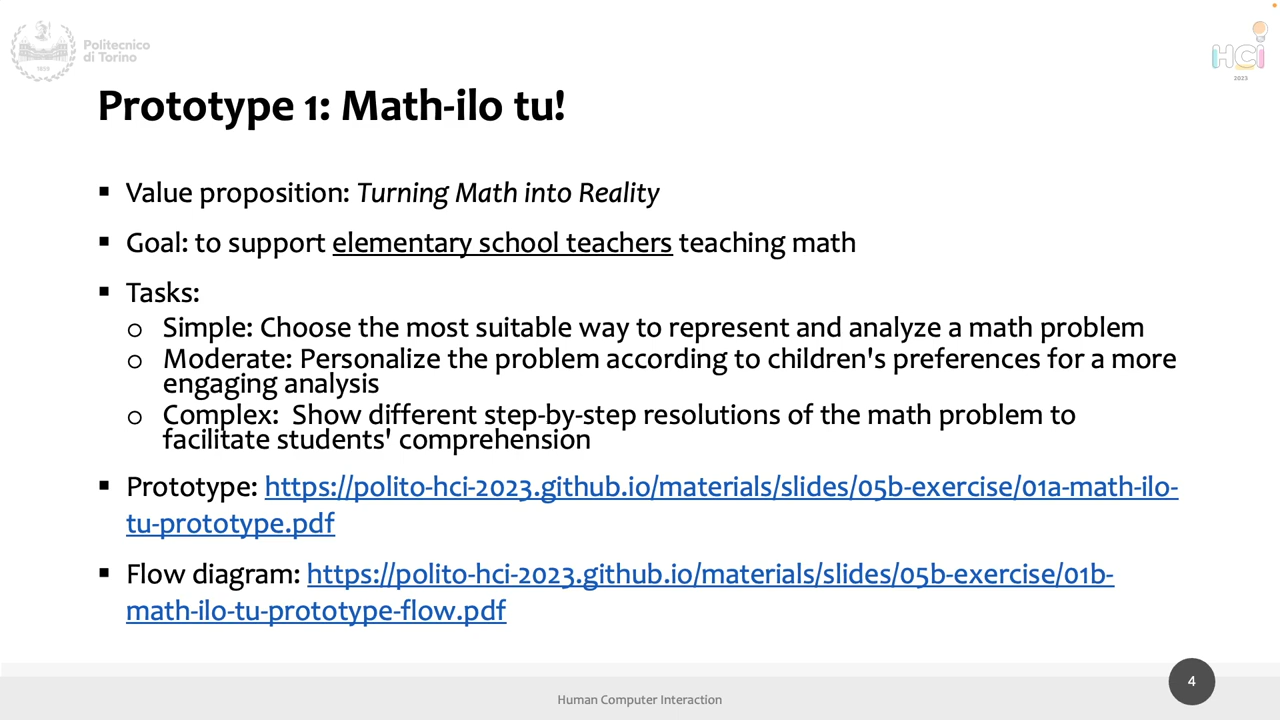 Politecnico
di Torino
1859
HCI
2023
Prototype 1: Math-ilo tu!
▪ Value proposition: Turning Math into Reality
▪ Goal: to support elementary school teachers teaching math
▪ Tasks:
o Simple: Choose the most suitable way to represent and analyze a math problem
o Moderate: Personalize the problem according to children's preferences for a more
engaging analysis
o Complex:  Show different step-by-step resolutions of the math problem to
facilitate students' comprehension
▪ Prototype: https://polito-hci-2023.github.io/materials/slides/05b-exercise/01a-math-ilo-
tu-prototype.pdf
▪ Flow diagram: https://polito-hci-2023.github.io/materials/slides/05b-exercise/01b-
math-ilo-tu-prototype-flow.pdf
Human Computer Interaction
4